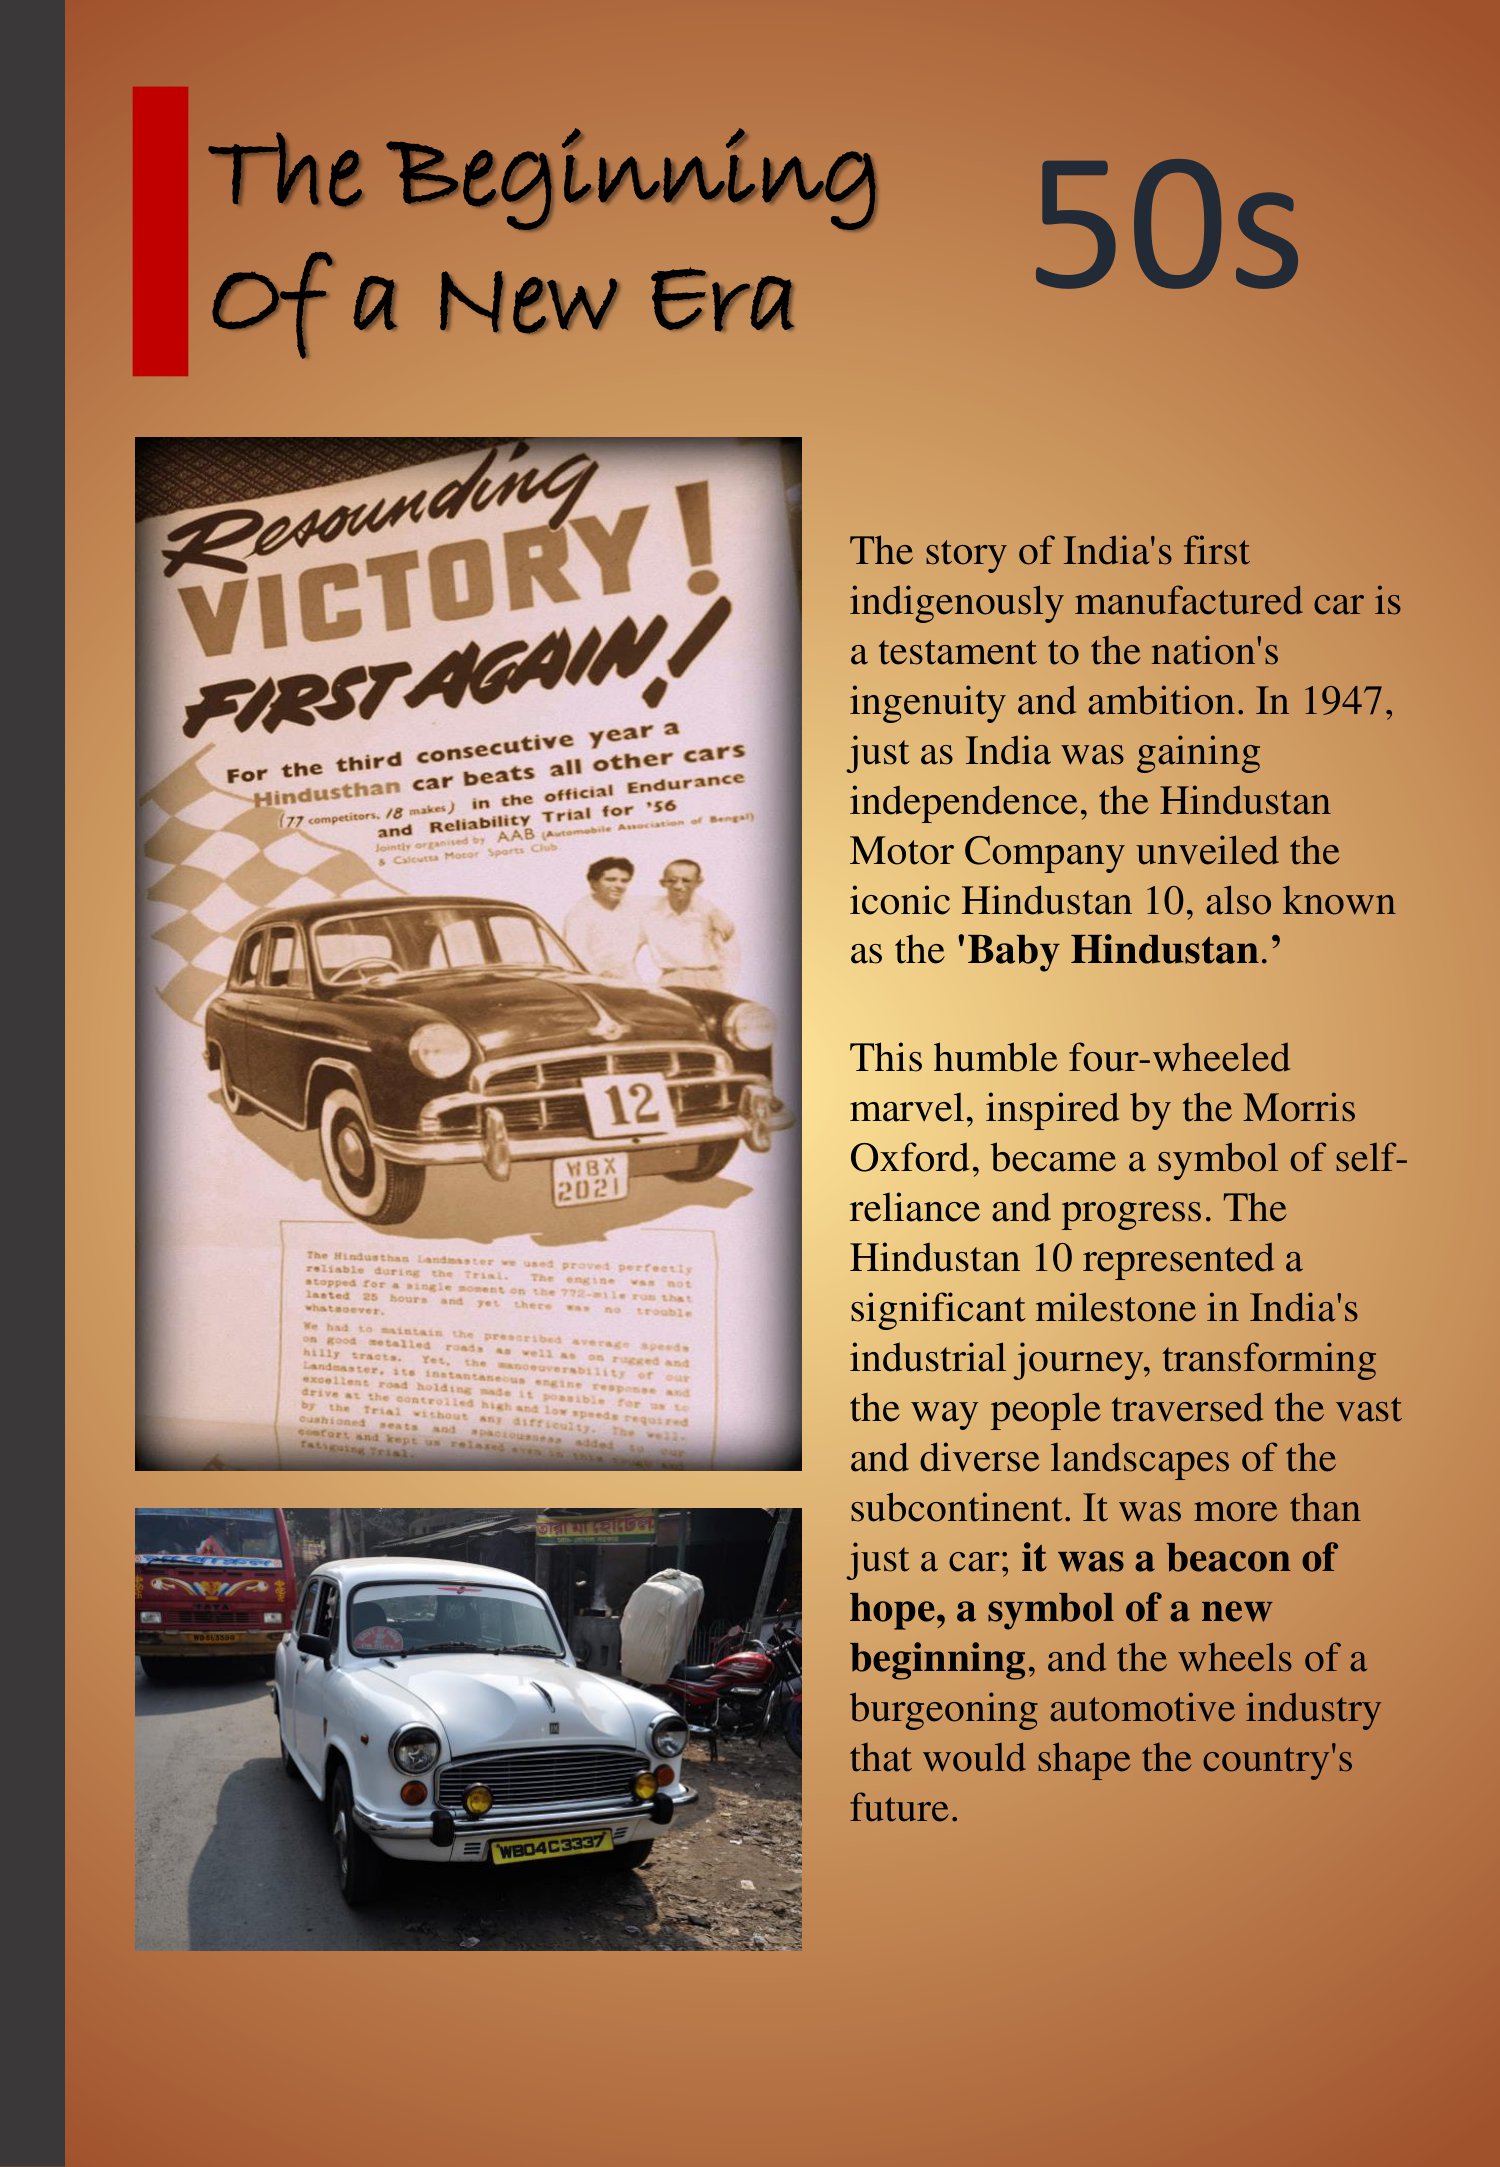 The Beginning
Of a New Era
50s
Resounding
VICTORY!
FIRST AGAIN!
For the third consecutive year a
Hindusthan car beats all other cars
(77 competitors, 18 makes) in the official Endurance
and Reliability Trial for '56
Jointly organised by AAB (Automobile Association of Bengal)
& Calcutta Motor Sports Club
12
WBX
2021
The Hindusthan Landmaster we used proved perfectly
reliable during the Trial. The engine was not
stopped for a single moment on the 772-mile run that
lasted 25 hours and yet there was no trouble
whatsoever.
We had to maintain the prescribed average speeds
on good metalled roads as well as on rugged and
hilly tracts. Yet, the manoeuverability of our
Landmaster, its instantaneous engine response and
excellent road holding made it possible for us to
drive at the controlled high and low speeds required
by the Trial without any difficulty. The well-
cushioned seats and spaciousness added to our
comfort and kept us relaxed even in this tough and
fatiguing Trial.
The story of India's first
indigenously manufactured car is
a testament to the nation's
ingenuity and ambition. In 1947,
just as India was gaining
independence, the Hindustan
Motor Company unveiled the
iconic Hindustan 10, also known
as the 'Baby Hindustan.’
This humble four-wheeled
marvel, inspired by the Morris
Oxford, became a symbol of self-
reliance and progress. The
Hindustan 10 represented a
significant milestone in India's
industrial journey, transforming
the way people traversed the vast
and diverse landscapes of the
subcontinent. It was more than
just a car; it was a beacon of
hope, a symbol of a new
beginning, and the wheels of a
burgeoning automotive industry
that would shape the country's
future.
তারা মা হোটেল
TATA
WB04C3337